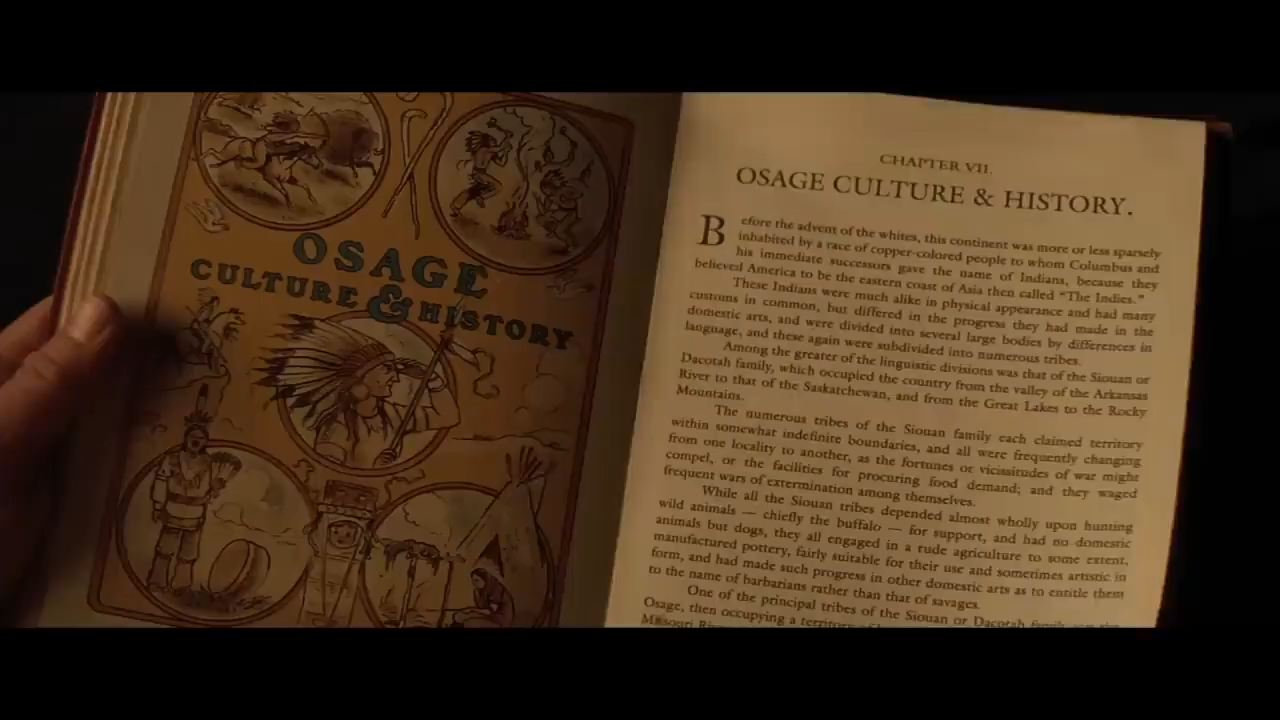 OSAGE
CULTURE & HISTORY
CHAPTER VII.
OSAGE CULTURE & HISTORY.
Before the advent of the whites, this continent was more or less sparsely
inhabited by a race of copper-colored people to whom Columbus and
his immediate successors gave the name of Indians, because they
believed America to be the eastern coast of Asia then called "The Indies."
These Indians were much alike in physical appearance and had many
customs in common, but differed in the progress they had made in the
domestic arts, and were divided into several large bodies by differences in
language, and these again were subdivided into numerous tribes.
Among the greater of the linguistic divisions was that of the Siouan or
Dacotah family, which occupied the country from the valley of the Arkansas
River to that of the Saskatchewan, and from the Great Lakes to the Rocky
Mountains.
The numerous tribes of the Siouan family each claimed territory
within somewhat indefinite boundaries, and all were frequently changing
from one locality to another, as the fortunes or vicissitudes of war might
compel, or the facilities for procuring food demand; and they waged
frequent wars of extermination among themselves.
While all the Siouan tribes depended almost wholly upon hunting
wild animals — chiefly the buffalo — for support, and had no domestic
animals but dogs, they all engaged in a rude agriculture to some extent,
manufactured pottery, fairly suitable for their use and sometimes artistic in
form, and had made such progress in other domestic arts as to entitle them
to the name of barbarians rather than that of savages.
One of the principal tribes of the Siouan or Dacotah family
Osage, then occupying a territory
Missouri